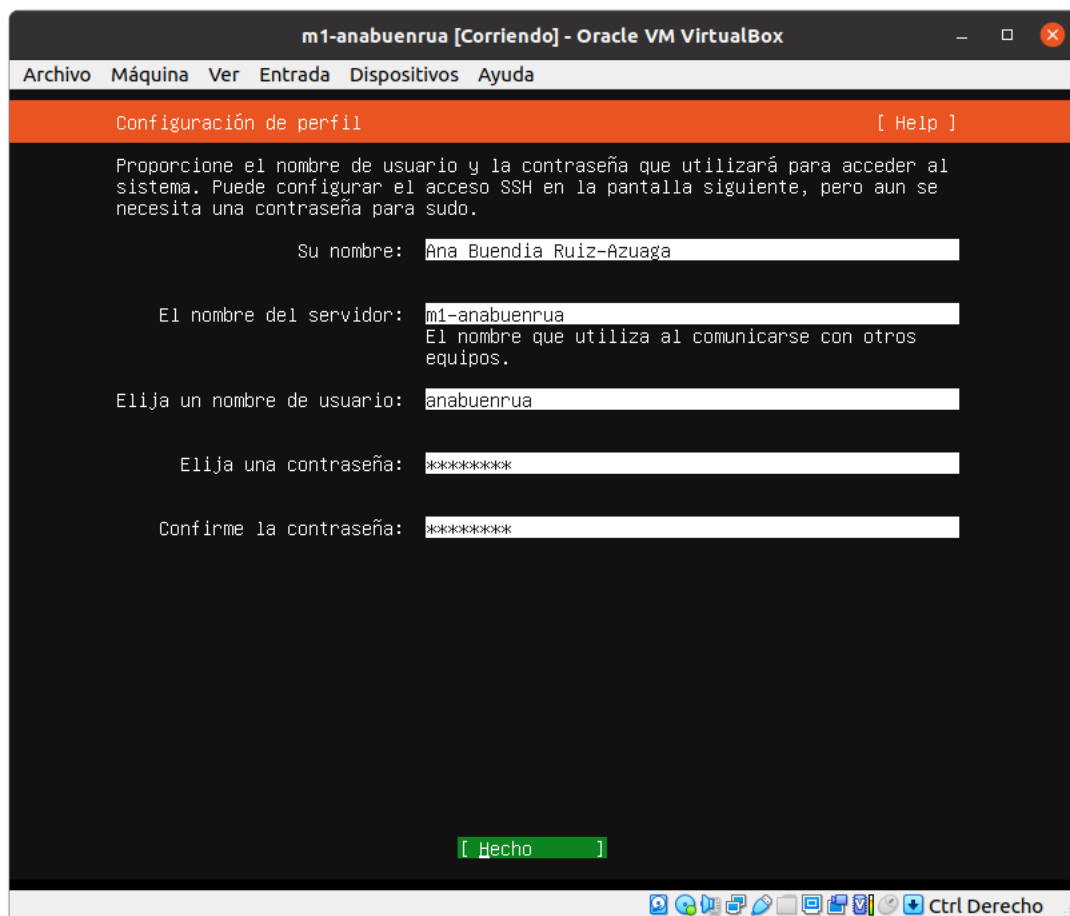 m1-anabuenrua [Corriendo] - Oracle VM VirtualBox
Archivo Máquina Ver Entrada Dispositivos Ayuda
Configuración de perfil [ Help ]
Proporcione el nombre de usuario y la contraseña que utilizará para acceder al
sistema. Puede configurar el acceso SSH en la pantalla siguiente, pero aun se
necesita una contraseña para sudo.
Su nombre: Ana Buendia Ruiz-Azuaga
El nombre del servidor: m1-anabuenrua
El nombre que utiliza al comunicarse con otros
equipos.
Elija un nombre de usuario: anabuenrua
Elija una contraseña: ********
Confirme la contraseña: ********
[ Hecho ]
Ctrl Derecho